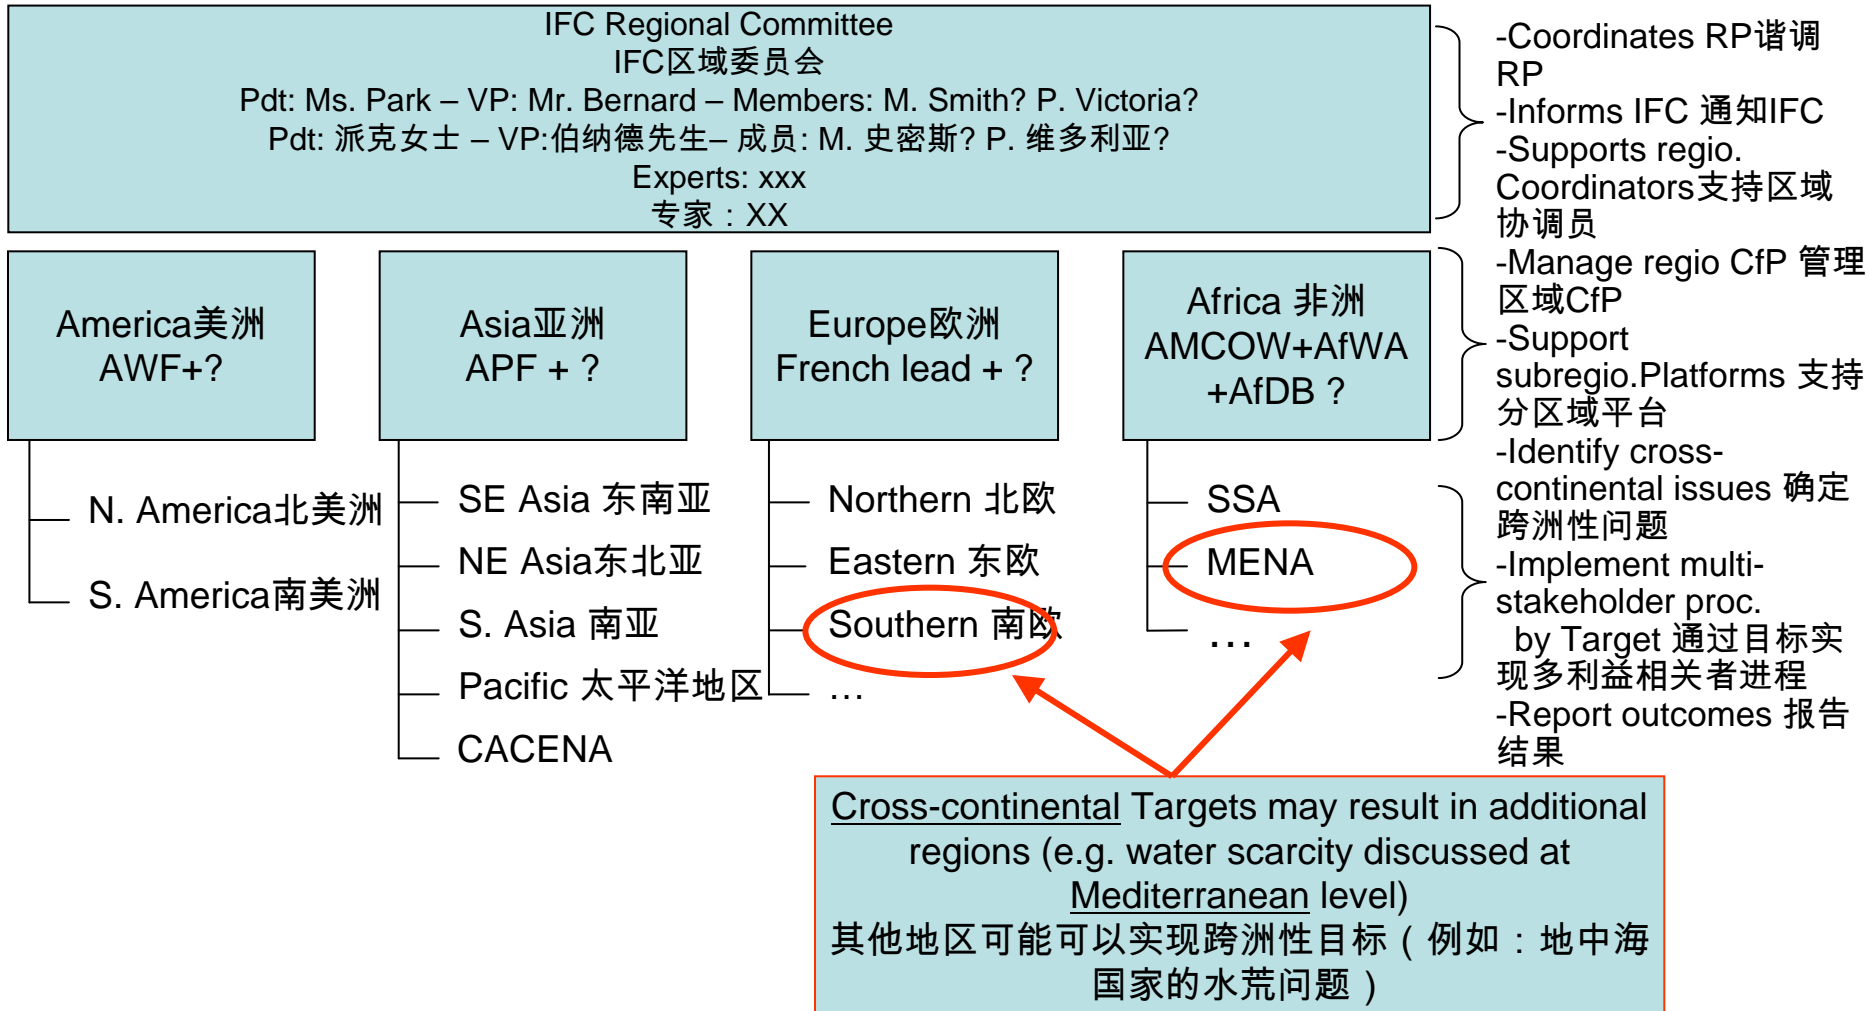 IFC Regional Committee
IFC区域委员会
Pdt: Ms. Park – VP: Mr. Bernard – Members: M. Smith? P. Victoria?
Pdt: 派克女士 – VP:伯纳德先生– 成员: M. 史密斯? P. 维多利亚?
Experts: xxx
专家：XX
-Coordinates RP谐调
RP
-Informs IFC 通知IFC
-Supports regio.
Coordinators支持区域
协调员
America美洲
AWF+?
Asia亚洲
APF + ?
Europe欧洲
French lead + ?
Africa 非洲
AMCOW+AfWA
+AfDB ?
-Manage regio CfP 管理
区域CfP
-Support
subregio.Platforms 支持
分区域平台
-Identify cross-
continental issues 确定
跨洲性问题
-Implement multi-
stakeholder proc.
by Target 通过目标实
现多利益相关者进程
-Report outcomes 报告
结果
N. America北美洲
S. America南美洲
SE Asia 东南亚
NE Asia东北亚
S. Asia 南亚
Pacific 太平洋地区
CACENA
Northern 北欧
Eastern 东欧
Southern 南欧
…
SSA
MENA
…
Cross-continental Targets may result in additional
regions (e.g. water scarcity discussed at
Mediterranean level)
其他地区可能可以实现跨洲性目标（例如：地中海
国家的水荒问题）